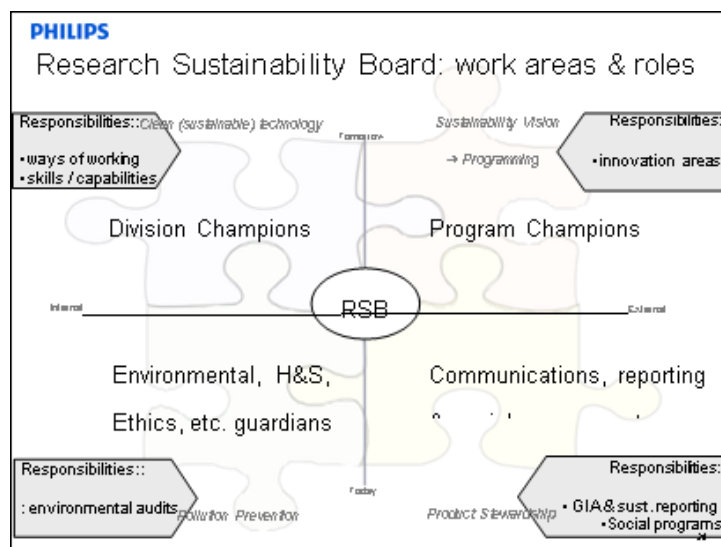 PHILIPS
Research Sustainability Board: work areas & roles
Responsibilities::
Clean (sustainable) technology
•ways of working
•skills / capabilities
Tomorrow
Sustainability Vision
→ Programming
Responsibilities:
•innovation areas
Division Champions
Program Champions
Internal
RSB
External
Environmental, H&S,
Ethics, etc. guardians
Communications, reporting
Responsibilities::
: environmental audits
Pollution Prevention
Today
Product Stewardship
Responsibilities:
• GIA & sust. reporting
•Social programs